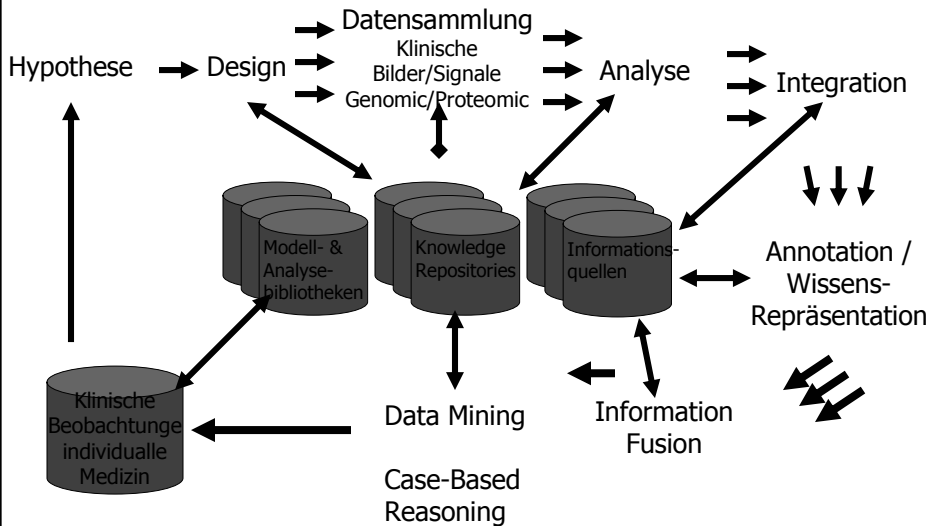 Datensammlung
Klinische
Bilder/Signale
Genomic/Proteomic
Hypothese
Design
Analyse
Integration
Modell- &
Analyse-
bibliotheken
Knowledge
Repositories
Informations-
quellen
Annotation /
Wissens-
Repräsentation
Klinische
Beobachtunge
individualle
Medizin
Data Mining
Case-Based
Reasoning
Information
Fusion